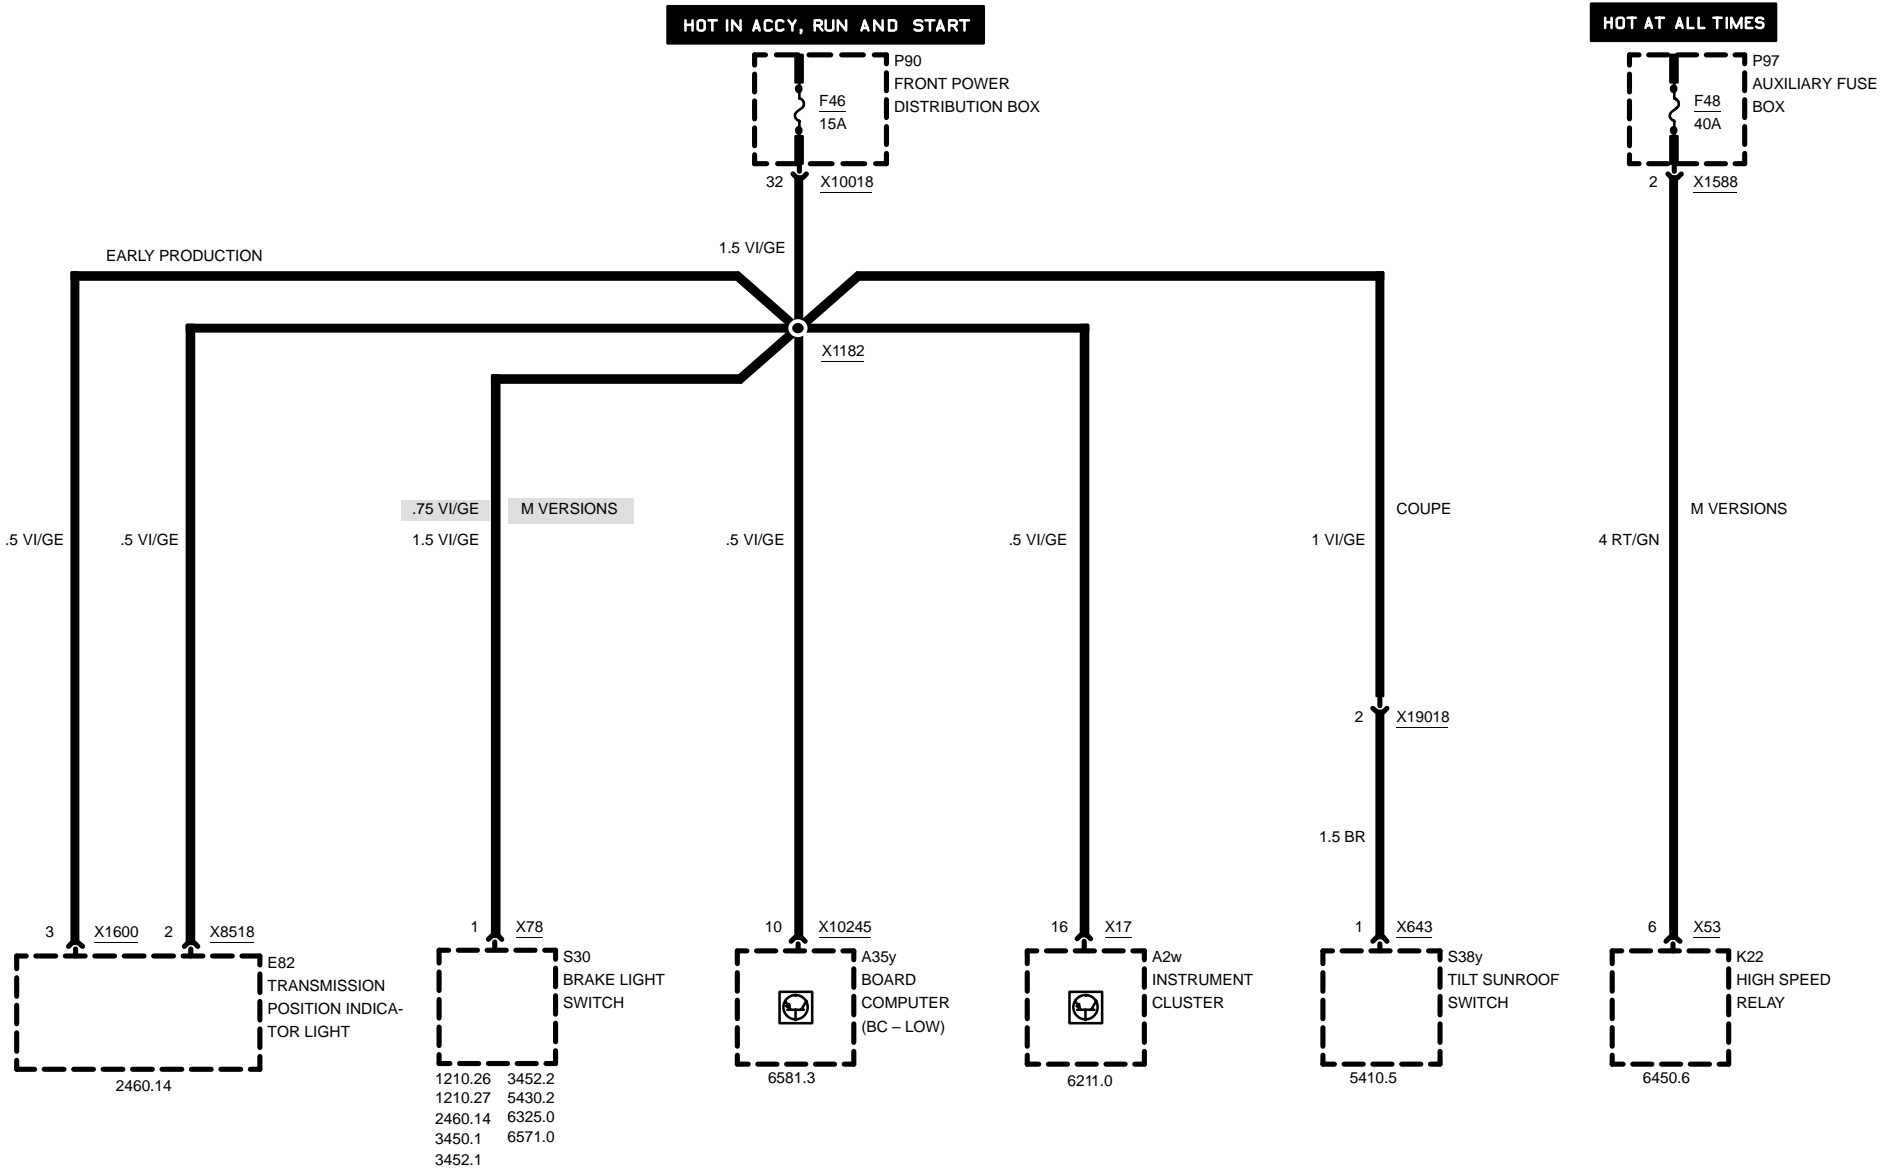 HOT IN ACCY, RUN AND START
HOT AT ALL TIMES
P90
FRONT POWER
DISTRIBUTION BOX
F46
15A
32
X10018
P97
AUXILIARY FUSE
BOX
F48
40A
2
X1588
EARLY PRODUCTION
1.5 VI/GE
X1182
.75 VI/GE
M VERSIONS
COUPE
M VERSIONS
.5 VI/GE
.5 VI/GE
1.5 VI/GE
.5 VI/GE
.5 VI/GE
1 VI/GE
4 RT/GN
2
X19018
1.5 BR
3
X1600
2
X8518
1
X78
10
X10245
16
X17
1
X643
6
X53
E82
TRANSMISSION
POSITION INDICA-
TOR LIGHT
2460.14
S30
BRAKE LIGHT
SWITCH
1210.26 3452.2
1210.27 5430.2
2460.14 6325.0
3450.1 6571.0
3452.1
A35y
BOARD
COMPUTER
(BC – LOW)
6581.3
A2w
INSTRUMENT
CLUSTER
6211.0
S38y
TILT SUNROOF
SWITCH
5410.5
K22
HIGH SPEED
RELAY
6450.6